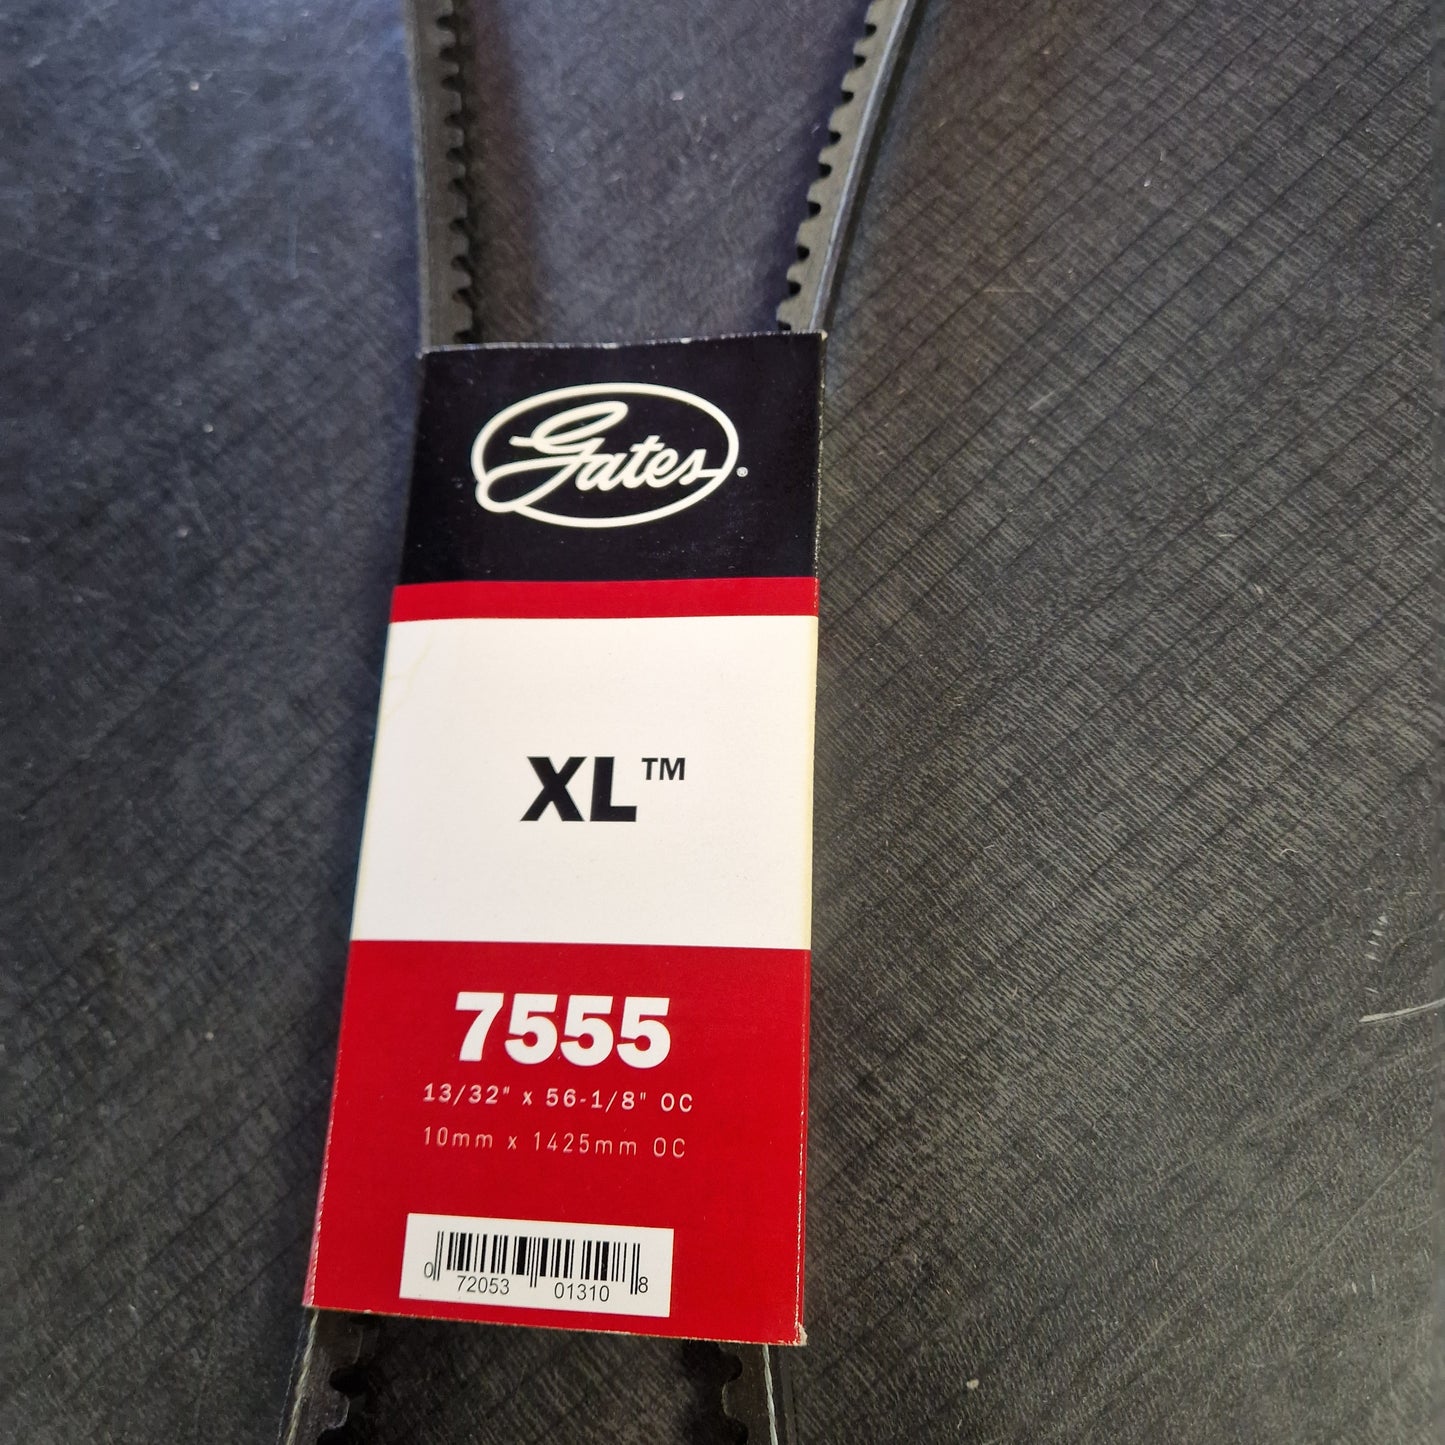 Gates®
XL™
7555
13/32" x 56-1/8" OC
10mm x 1425mm OC
0 72053 01310 8